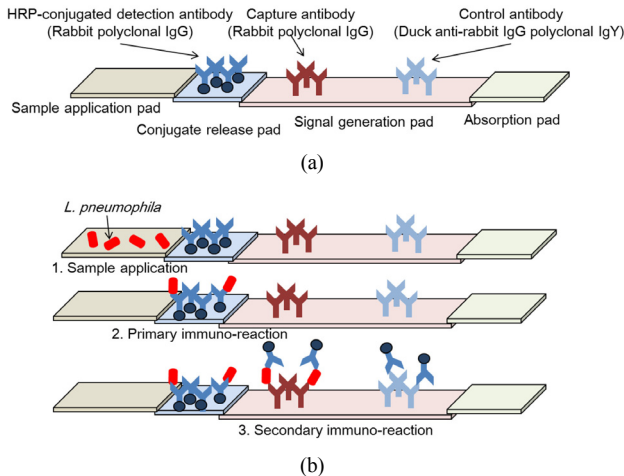 HRP-conjugated detection antibody
(Rabbit polyclonal IgG)
Capture antibody
(Rabbit polyclonal IgG)
Control antibody
(Duck anti-rabbit IgG polyclonal IgY)
Sample application pad
Conjugate release pad
Signal generation pad
Absorption pad
(a)
L. pneumophila
1. Sample application
2. Primary immuno-reaction
3. Secondary immuno-reaction
(b)